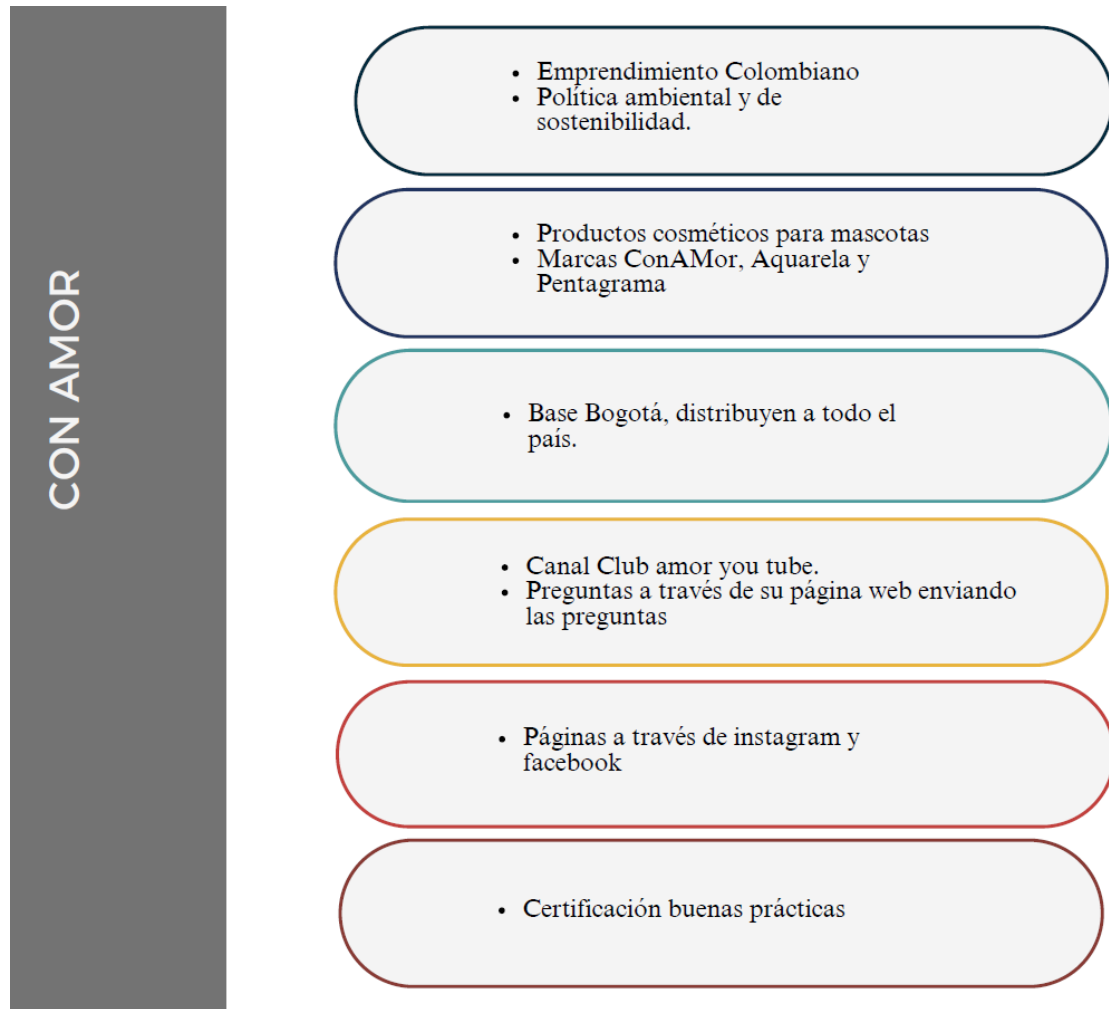 CON AMOR
• Emprendimiento Colombiano
• Política ambiental y de
sostenibilidad.
• Productos cosméticos para mascotas
• Marcas ConAMor, Aquarela y
Pentagrama
• Base Bogotá, distribuyen a todo el
país.
• Canal Club amor you tube.
• Preguntas a través de su página web enviando
las preguntas
• Páginas a través de instagram y
facebook
• Certificación buenas prácticas